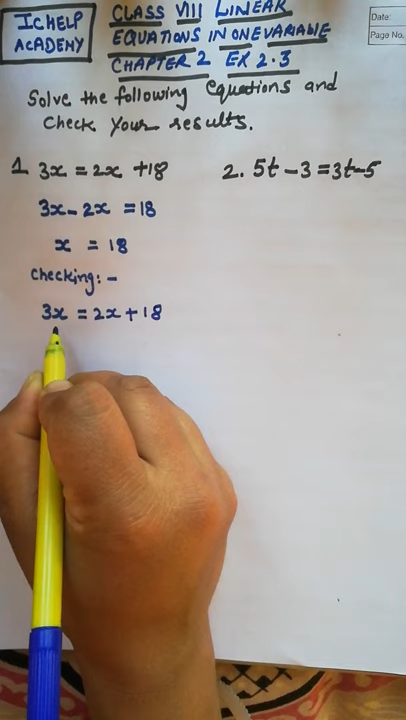 ICHELP
ACADEMY
CLASS VII LINEAR
EQUATIONS IN ONE VARIABLE
CHAPTER 2 EX 2.3
Date:
Page No.
Solve the following equations and
check your results.
1. 3x = 2x + 18
3x - 2x = 18
x = 18
checking:-
3x = 2x + 18
2. 5t - 3 = 3t - 5